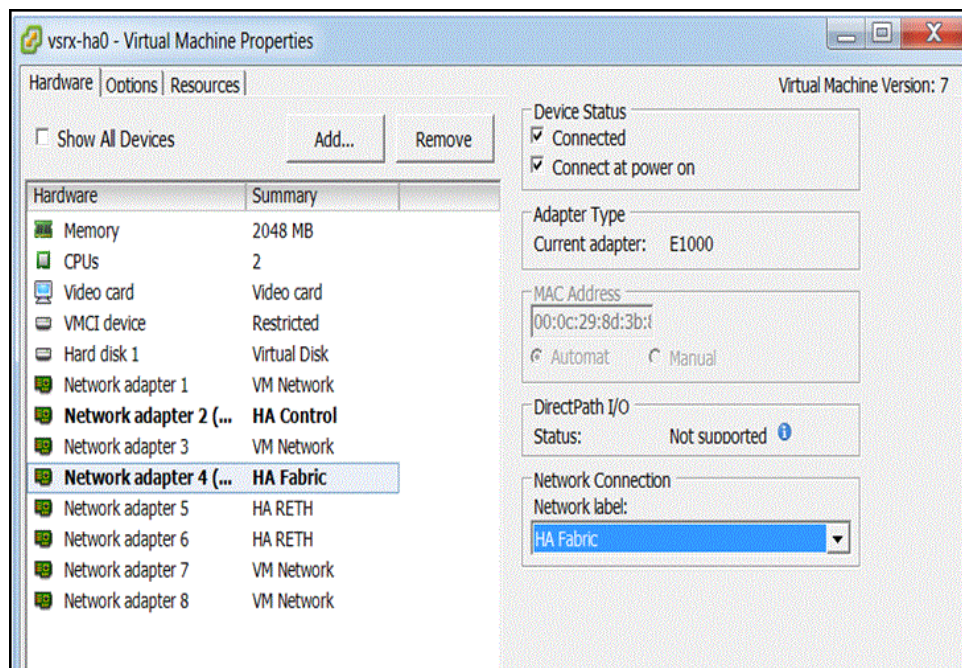 vsrx-ha0 - Virtual Machine Properties
Hardware Options Resources
Virtual Machine Version: 7
Show All Devices
Add...
Remove
Hardware Summary
Memory 2048 MB
CPUs 2
Video card Video card
VMCI device Restricted
Hard disk 1 Virtual Disk
Network adapter 1 VM Network
Network adapter 2 (... HA Control
Network adapter 3 VM Network
Network adapter 4 (... HA Fabric
Network adapter 5 HA RETH
Network adapter 6 HA RETH
Network adapter 7 VM Network
Network adapter 8 VM Network
Device Status
Connected
Connect at power on
Adapter Type
Current adapter: E1000
MAC Address
00:0c:29:8d:3b:
Automat Manual
DirectPath I/O
Status: Not supported
Network Connection
Network label:
HA Fabric